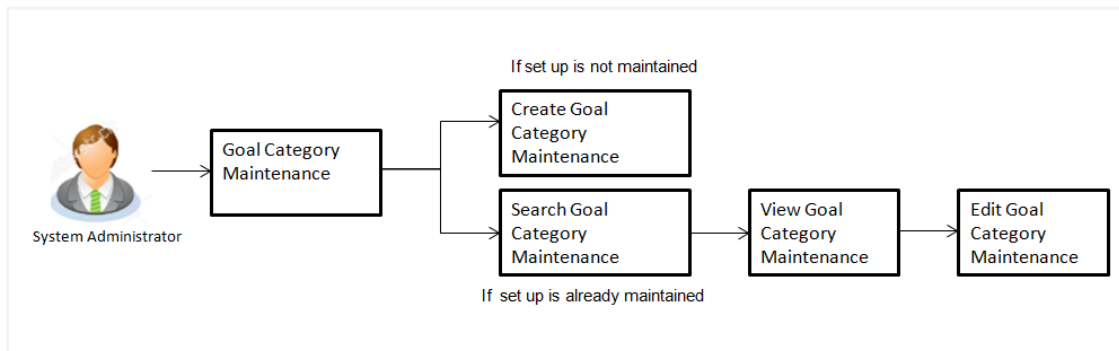 If set up is not maintained
Create Goal
Category
Maintenance
Goal Category
Maintenance
System Administrator
Search Goal
Category
Maintenance
View Goal
Category
Maintenance
Edit Goal
Category
Maintenance
If set up is already maintained